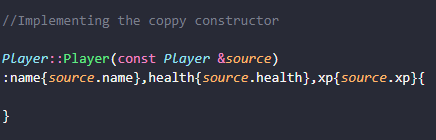 //Implementing the coppy constructor
Player::Player(const Player &source)
:name{source.name},health{source.health},xp{source.xp}{
}